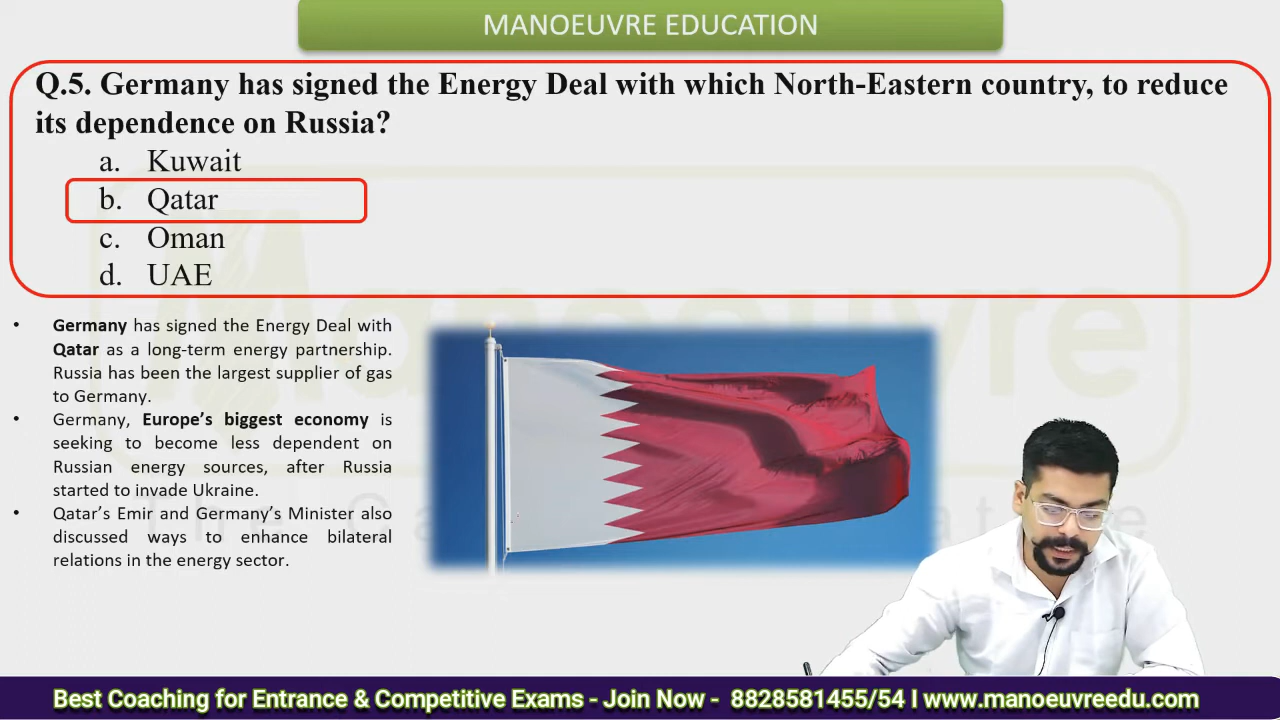 MANOEUVRE EDUCATION
Q.5. Germany has signed the Energy Deal with which North-Eastern country, to reduce
its dependence on Russia?
a. Kuwait
b. Qatar
c. Oman
d. UAE
• Germany has signed the Energy Deal with
Qatar as a long-term energy partnership.
Russia has been the largest supplier of gas
to Germany.
• Germany, Europe's biggest economy is
seeking to become less dependent on
Russian energy sources, after Russia
started to invade Ukraine.
• Qatar's Emir and Germany's Minister also
discussed ways to enhance bilateral
relations in the energy sector.
Best Coaching for Entrance & Competitive Exams - Join Now - 8828581455/54 I www.manoeuvreedu.com